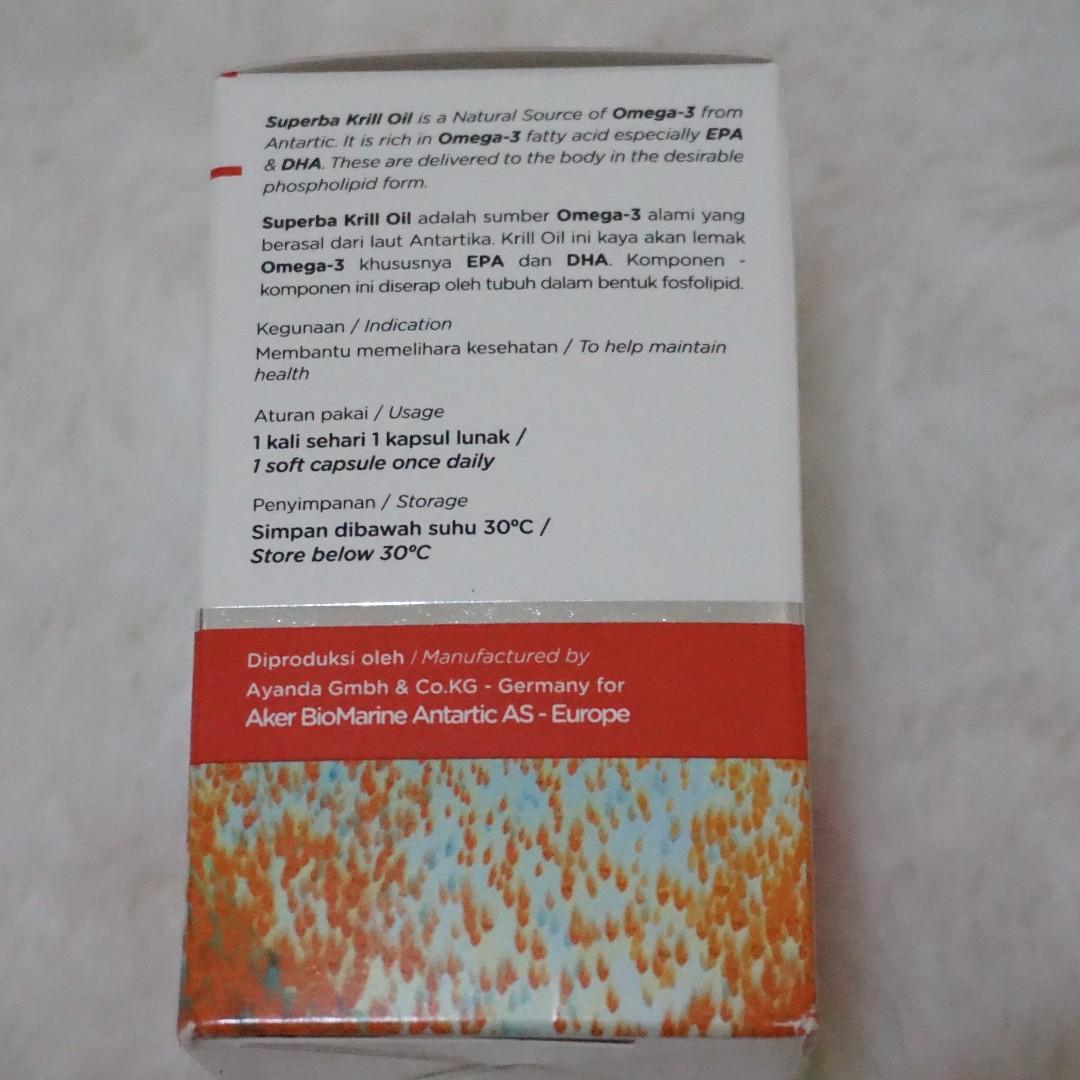 Superba Krill Oil is a Natural Source of Omega-3 from
Antartic. It is rich in Omega-3 fatty acid especially EPA
& DHA. These are delivered to the body in the desirable
phospholipid form.
Superba Krill Oil adalah sumber Omega-3 alami yang
berasal dari laut Antartika. Krill Oil ini kaya akan lemak
Omega-3 khususnya EPA dan DHA. Komponen -
komponen ini diserap oleh tubuh dalam bentuk fosfolipid.
Kegunaan / Indication
Membantu memelihara kesehatan / To help maintain
health
Aturan pakai / Usage
1 kali sehari 1 kapsul lunak /
1 soft capsule once daily
Penyimpanan / Storage
Simpan dibawah suhu 30ºC /
Store below 30ºC
Diproduksi oleh / Manufactured by
Ayanda Gmbh & Co.KG - Germany for
Aker BioMarine Antartic AS - Europe